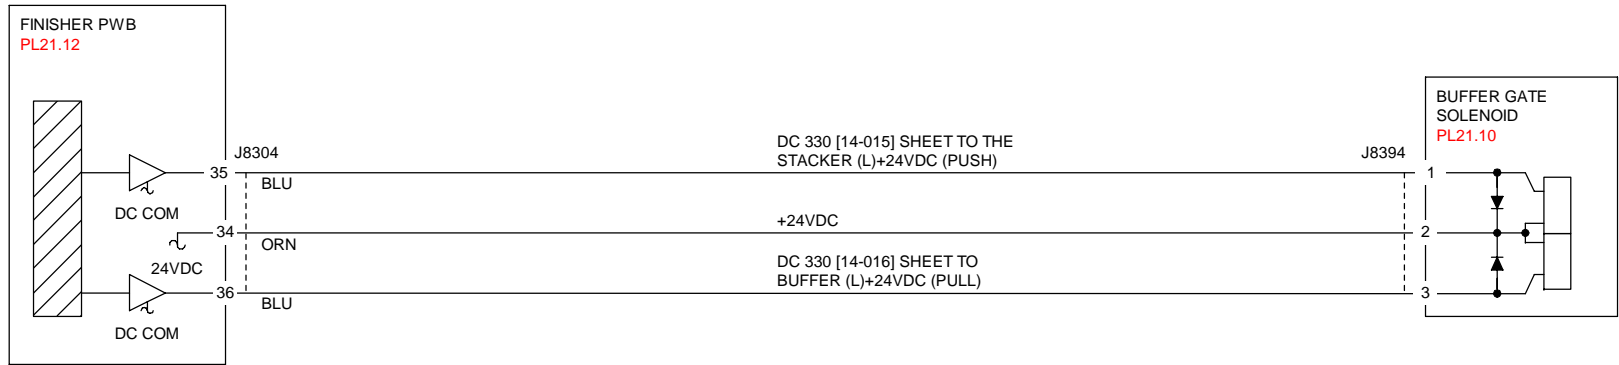 FINISHER PWB
PL21.12
BUFFER GATE
SOLENOID
PL21.10
DC 330 [14-015] SHEET TO THE
STACKER (L)+24VDC (PUSH)
J8304
J8394
35
1
BLU
DC COM
+24VDC
34
2
ORN
24VDC
DC 330 [14-016] SHEET TO
BUFFER (L)+24VDC (PULL)
36
3
BLU
DC COM